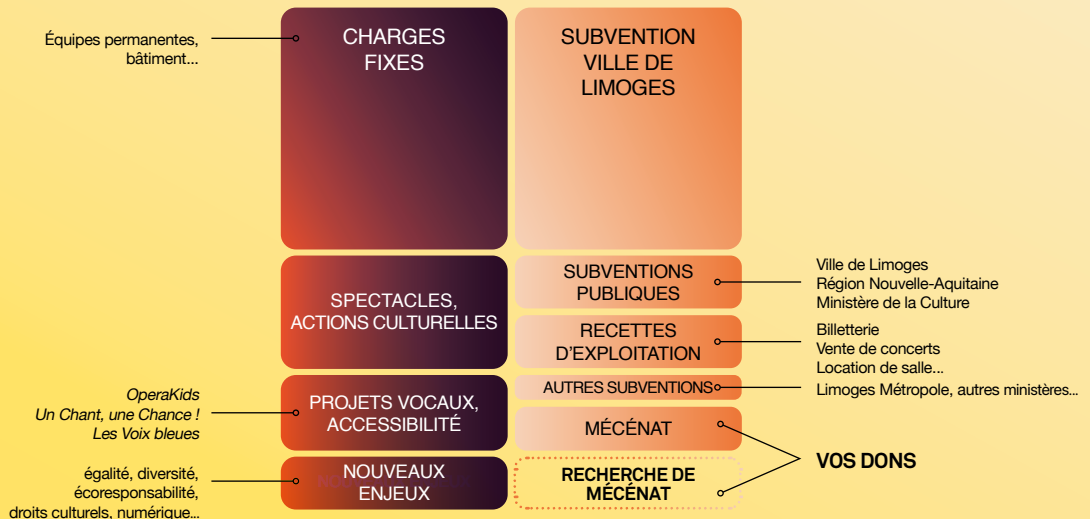 Équipes permanentes,
bâtiment...
CHARGES
FIXES
SUBVENTION
VILLE DE
LIMOGES
SPECTACLES,
ACTIONS CULTURELLES
SUBVENTIONS
PUBLIQUES
Ville de Limoges
Région Nouvelle-Aquitaine
Ministère de la Culture
RECETTES
D'EXPLOITATION
Billetterie
Vente de concerts
Location de salle...
OperaKids
Un Chant, une Chance !
Les Voix bleues
PROJETS VOCAUX,
ACCESSIBILITÉ
AUTRES SUBVENTIONS
Limoges Métropole, autres ministères...
MÉCÉNAT
VOS DONS
égalité, diversité,
écoresponsabilité,
droits culturels, numérique...
NOUVEAUX
ENJEUX
RECHERCHE DE
MÉCÉNAT